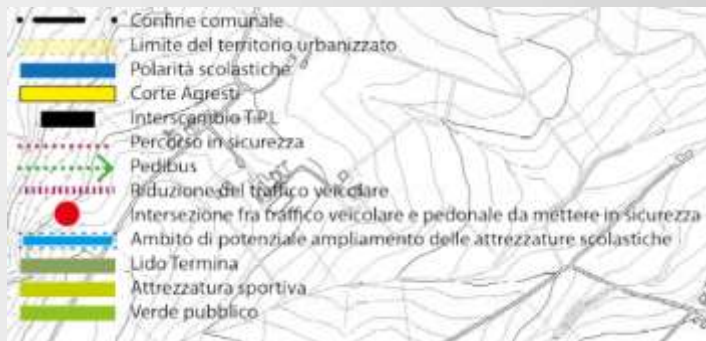 Confine comunale
Limite del territorio urbanizzato
Polarità scolastiche
Corte Agresti
Interscambio T.P.L
Percorso in sicurezza
Pedibus
Riduzione del traffico veicolare
Intersezione fra traffico veicolare e pedonale da mettere in sicurezza
Ambito di potenziale ampliamento delle attrezzature scolastiche
Lido Termina
Attrezzatura sportiva
Verde pubblico